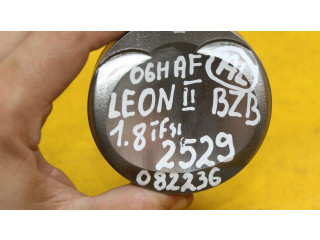 06HAF AL
LEON II BZB
1.8 tfsi
2529
082236